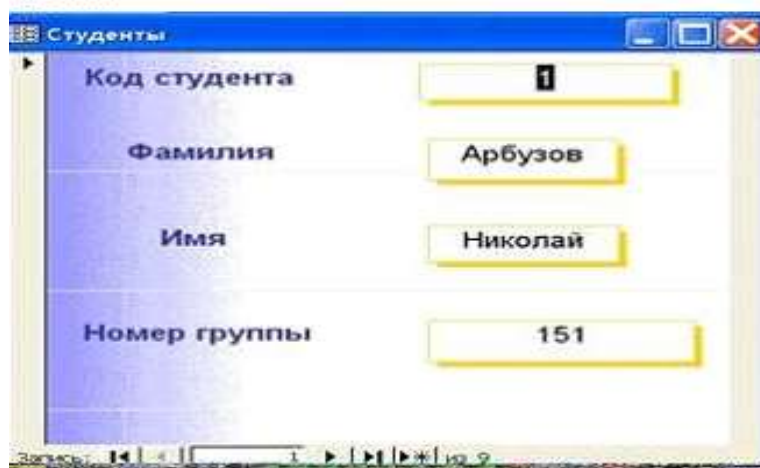 Студенты
Код студента 1
Фамилия Арбузов
Имя Николай
Номер группы 151
Запись: 1 из 9